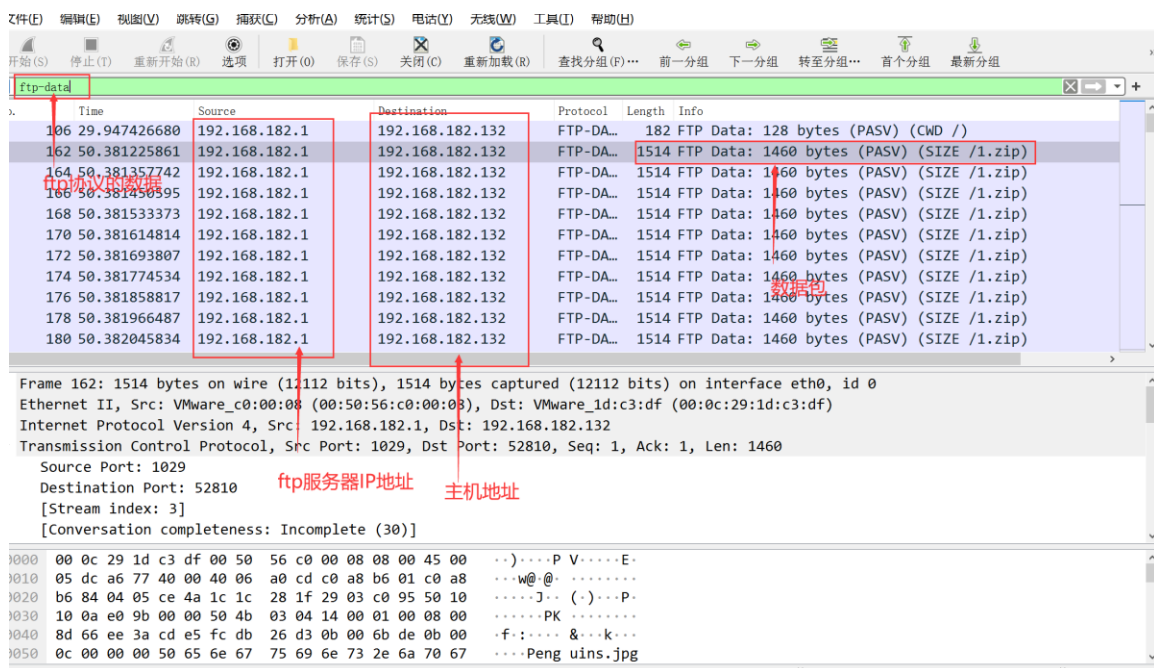 文件(F) 编辑(E) 视图(V) 跳转(G) 捕获(C) 分析(A) 统计(S) 电话(Y) 无线(W) 工具(T) 帮助(H)
开始(S) 停止(T) 重新开始(R) 选项 打开(O) 保存(S) 关闭(C) 重新加载(R) 查找分组(F)••• 前一分组 下一分组 转至分组••• 首个分组 最新分组
ftp-data
Time Source Destination Protocol Length Info
106 29.947426680 192.168.182.1 192.168.182.132 FTP-DA… 182 FTP Data: 128 bytes (PASV) (CWD /)
162 50.381225861 192.168.182.1 192.168.182.132 FTP-DA… 1514 FTP Data: 1460 bytes (PASV) (SIZE /1.zip)
164 50.381357742 192.168.182.1 192.168.182.132 FTP-DA… 1514 FTP Data: 1460 bytes (PASV) (SIZE /1.zip)
ftp协议的数据
166 50.381450595 192.168.182.1 192.168.182.132 FTP-DA… 1514 FTP Data: 1460 bytes (PASV) (SIZE /1.zip)
168 50.381533373 192.168.182.1 192.168.182.132 FTP-DA… 1514 FTP Data: 1460 bytes (PASV) (SIZE /1.zip)
170 50.381614814 192.168.182.1 192.168.182.132 FTP-DA… 1514 FTP Data: 1460 bytes (PASV) (SIZE /1.zip)
172 50.381693807 192.168.182.1 192.168.182.132 FTP-DA… 1514 FTP Data: 1460 bytes (PASV) (SIZE /1.zip)
174 50.381774534 192.168.182.1 192.168.182.132 FTP-DA… 1514 FTP Data: 1460 bytes (PASV) (SIZE /1.zip)
数据包
176 50.381858817 192.168.182.1 192.168.182.132 FTP-DA… 1514 FTP Data: 1460 bytes (PASV) (SIZE /1.zip)
178 50.381966487 192.168.182.1 192.168.182.132 FTP-DA… 1514 FTP Data: 1460 bytes (PASV) (SIZE /1.zip)
180 50.382045834 192.168.182.1 192.168.182.132 FTP-DA… 1514 FTP Data: 1460 bytes (PASV) (SIZE /1.zip)
Frame 162: 1514 bytes on wire (12112 bits), 1514 bytes captured (12112 bits) on interface eth0, id 0
Ethernet II, Src: VMware_c0:00:08 (00:50:56:c0:00:08), Dst: VMware_1d:c3:df (00:0c:29:1d:c3:df)
Internet Protocol Version 4, Src: 192.168.182.1, Dst: 192.168.182.132
Transmission Control Protocol, Src Port: 1029, Dst Port: 52810, Seq: 1, Ack: 1, Len: 1460
Source Port: 1029
Destination Port: 52810
ftp服务器IP地址
主机地址
[Stream index: 3]
[Conversation completeness: Incomplete (30)]
0000 00 0c 29 1d c3 df 00 50 56 c0 00 08 08 00 45 00 ··)····P V·····E·
0010 05 dc a6 77 40 00 40 06 a0 cd c0 a8 b6 01 c0 a8 ···w@·@· ········
0020 b6 84 04 05 ce 4a 1c 1c 28 1f 29 03 c0 95 50 10 ·····J·· (·)···P·
0030 10 0a e0 9b 00 00 50 4b 03 04 14 00 01 00 08 00 ······PK ········
0040 8d 66 ee 3a cd e5 fc db 26 d3 0b 00 6b de 0b 00 ·f·:···· &···k···
0050 0c 00 00 00 50 65 6e 67 75 69 6e 73 2e 6a 70 67 ····Peng uins.jpg